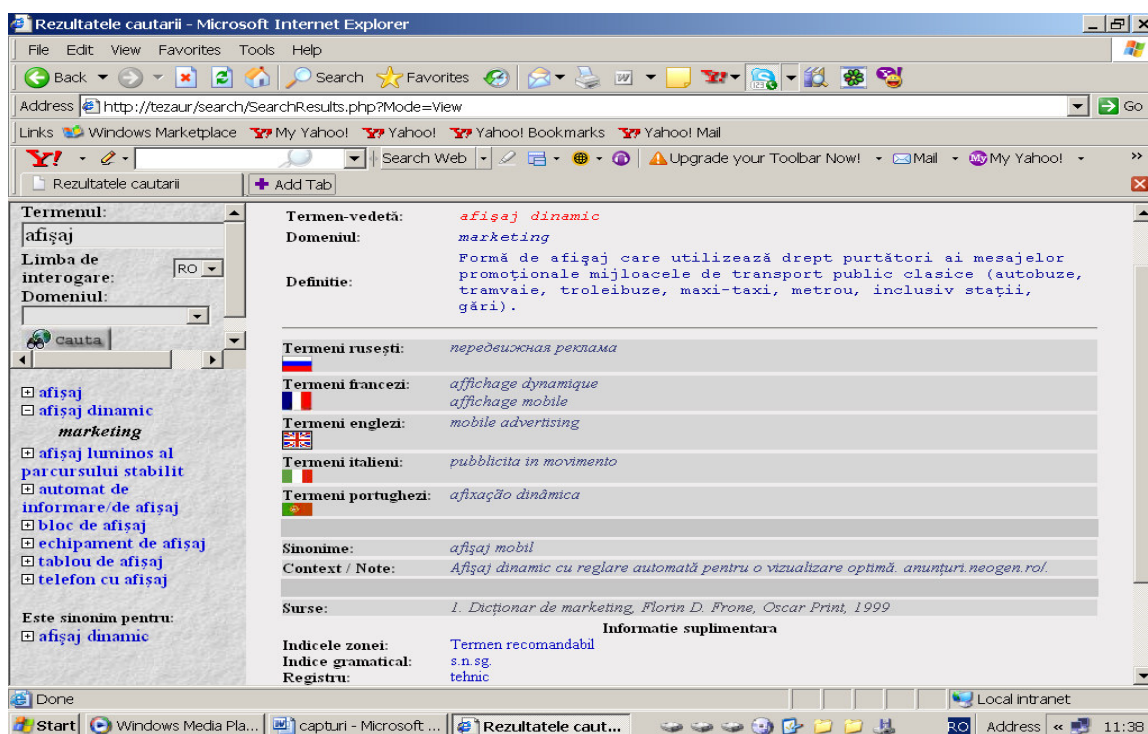 Rezultatele cautarii - Microsoft Internet Explorer
File Edit View Favorites Tools Help
Back Search Favorites
Address http://tezaur/search/SearchResults.php?Mode=View Go
Links Windows Marketplace My Yahoo! Yahoo! Yahoo! Bookmarks Yahoo! Mail
Y! Search Web Upgrade your Toolbar Now! Mail My Yahoo! »
Rezultatele cautarii Add Tab
Termenul:
afişaj
Limba de
interogare: RO
Domeniul:
Cauta
afişaj
afişaj dinamic
marketing
afişaj luminos al
parcursului stabilit
automat de
informare/de afişaj
bloc de afişaj
echipament de afişaj
tablou de afişaj
telefon cu afişaj
Este sinonim pentru:
afişaj dinamic
Termen-vedetă: afişaj dinamic
Domeniul: marketing
Definitie: Formă de afişaj care utilizează drept purtători ai mesajelor
promoţionale mijloacele de transport public clasice (autobuze,
tramvaie, troleibuze, maxi-taxi, metrou, inclusiv staţii,
gări).
Termeni ruseşti: передвижная реклама
Termeni francezi: affichage dynamique
affichage mobile
Termeni englezi: mobile advertising
Termeni italieni: pubblicita in movimento
Termeni portughezi: afixação dinâmica
Sinonime: afişaj mobil
Context / Note: Afişaj dinamic cu reglare automată pentru o vizualizare optimă. anunţuri.neogen.ro/.
Surse: 1. Dicţionar de marketing, Florin D. Frone, Oscar Print, 1999
Informatie suplimentara
Indicele zonei: Termen recomandabil
Indice gramatical: s.n.sg.
Registru: tehnic
Done Local intranet
Start Windows Media Pla... capturi - Microsoft ... Rezultatele caut... RO Address « 11:38